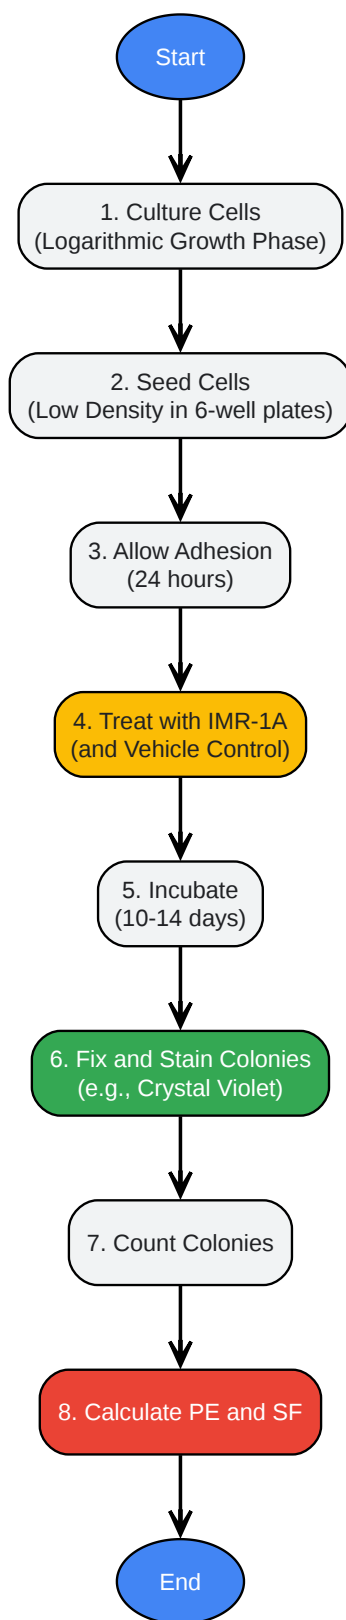 Start
1. Culture Cells
(Logarithmic Growth Phase)
2. Seed Cells
(Low Density in 6-well plates)
3. Allow Adhesion
(24 hours)
4. Treat with IMR-1A
(and Vehicle Control)
5. Incubate
(10-14 days)
6. Fix and Stain Colonies
(e.g., Crystal Violet)
7. Count Colonies
8. Calculate PE and SF
End